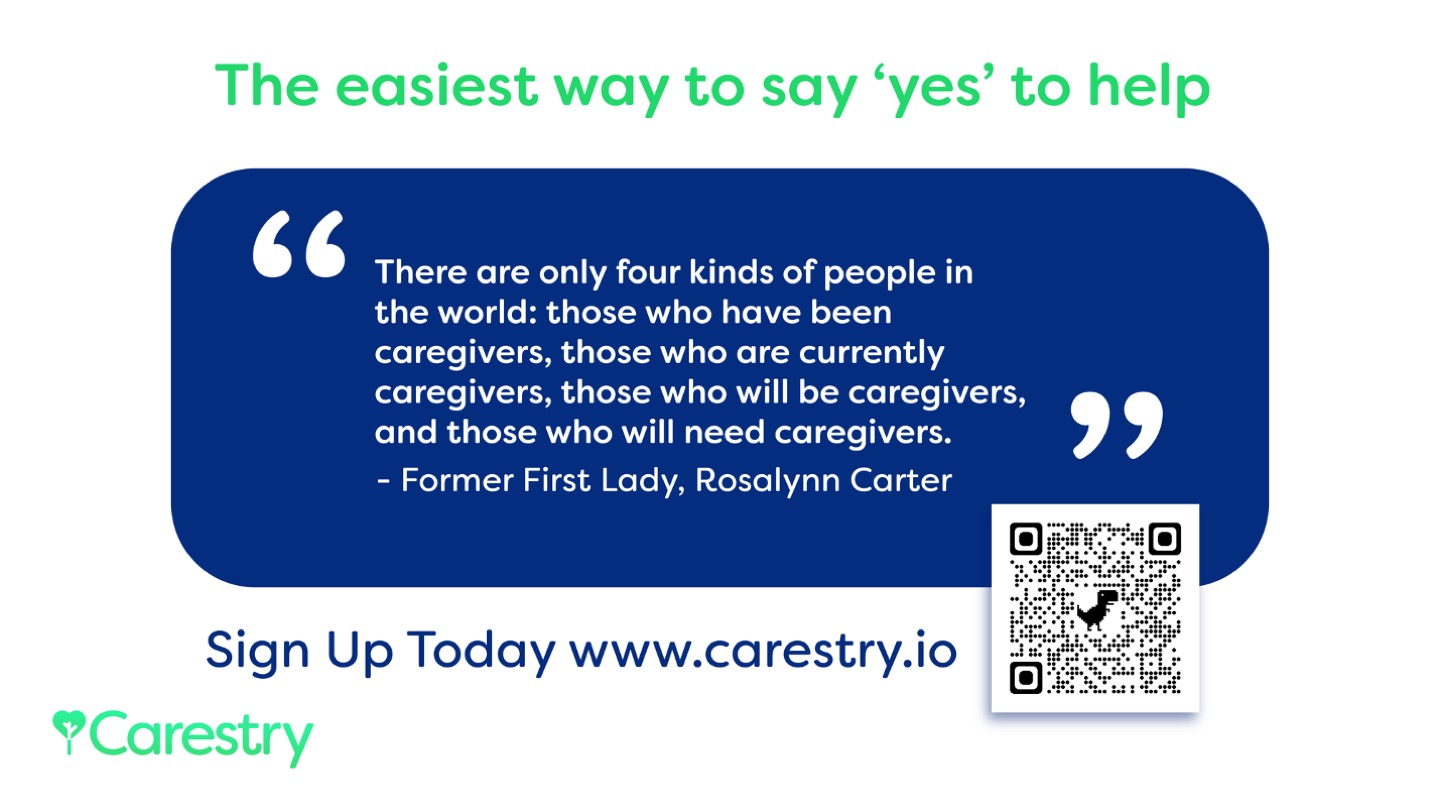 The easiest way to say ‘yes’ to help
“
There are only four kinds of people in
the world: those who have been
caregivers, those who are currently
caregivers, those who will be caregivers,
and those who will need caregivers.
”
- Former First Lady, Rosalynn Carter
Sign Up Today www.carestry.io
Carestry